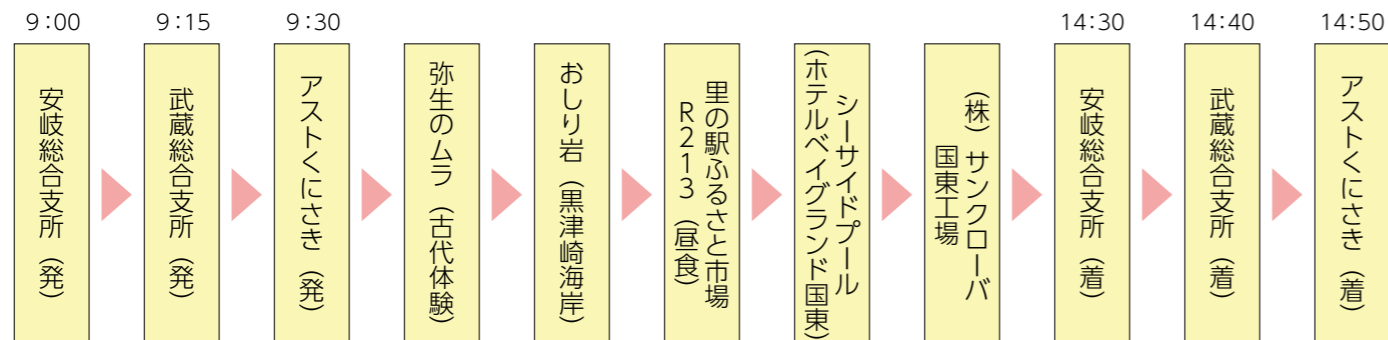 9:00
安岐総合支所（発）
9:15
武蔵総合支所（発）
9:30
アストくにさき（発）
弥生のムラ（古代体験）
おしり岩（黒津崎海岸）
里の駅ふるさと市場
R213（昼食）
シーサイドプール
（ホテルベイグランド国東）
（株）サンクローバ
国東工場
14:30
安岐総合支所（着）
14:40
武蔵総合支所（着）
14:50
アストくにさき（着）